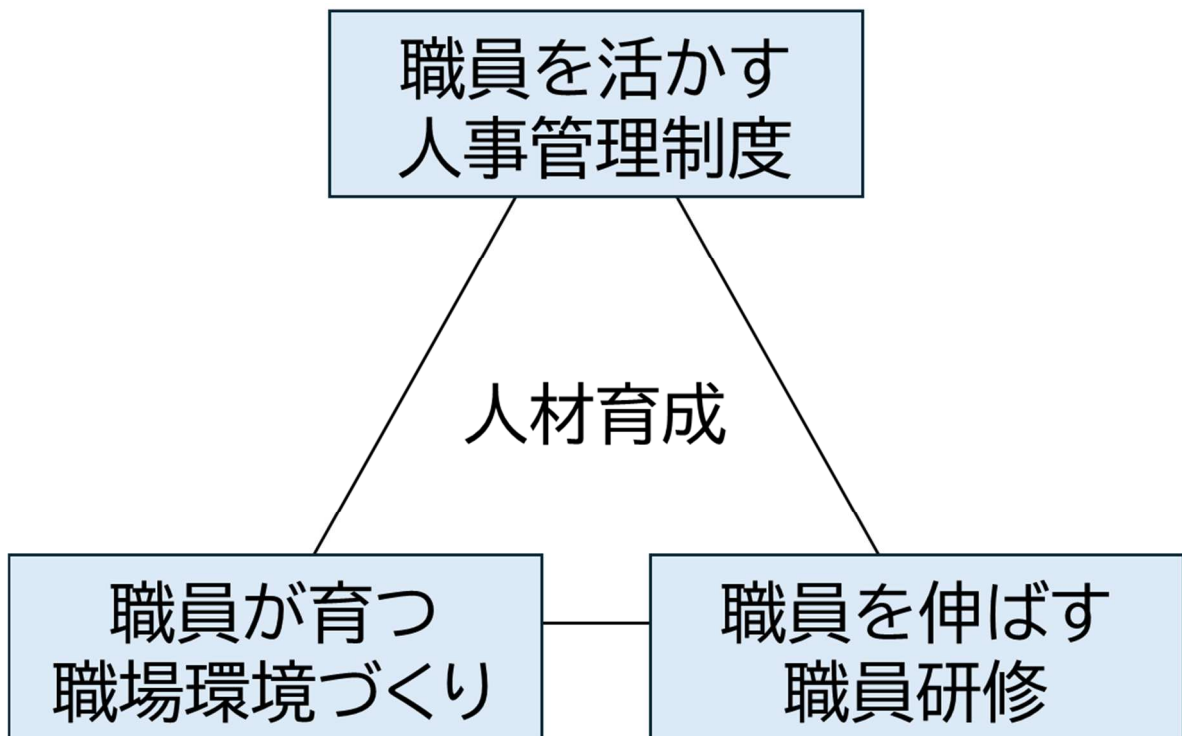 職員を活かす
人事管理制度
人材育成
職員が育つ
職場環境づくり
職員を伸ばす
職員研修